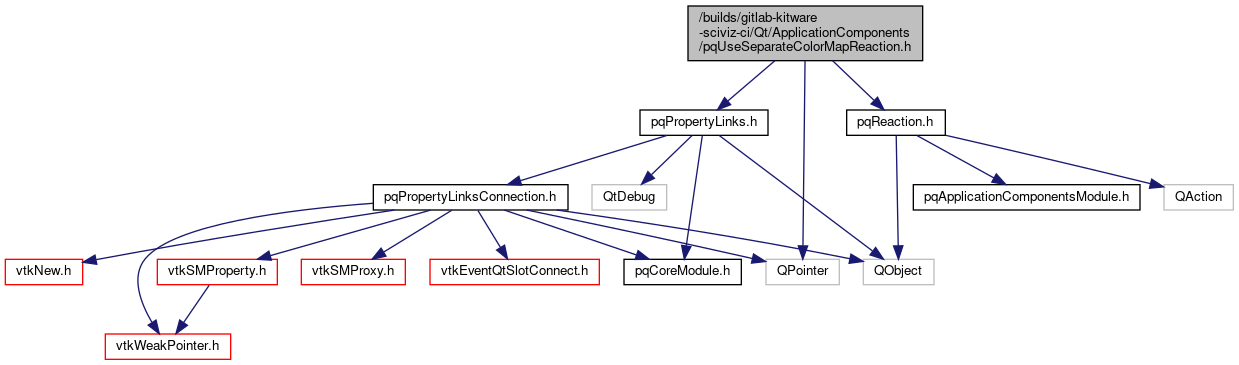 /builds/gitlab-kitware
-sciviz-ci/Qt/ApplicationComponents
/pqUseSeparateColorMapReaction.h
pqPropertyLinks.h
pqReaction.h
pqPropertyLinksConnection.h
QtDebug
pqApplicationComponentsModule.h
QAction
vtkNew.h
vtkSMProperty.h
vtkSMProxy.h
vtkEventQtSlotConnect.h
pqCoreModule.h
QPointer
QObject
vtkWeakPointer.h